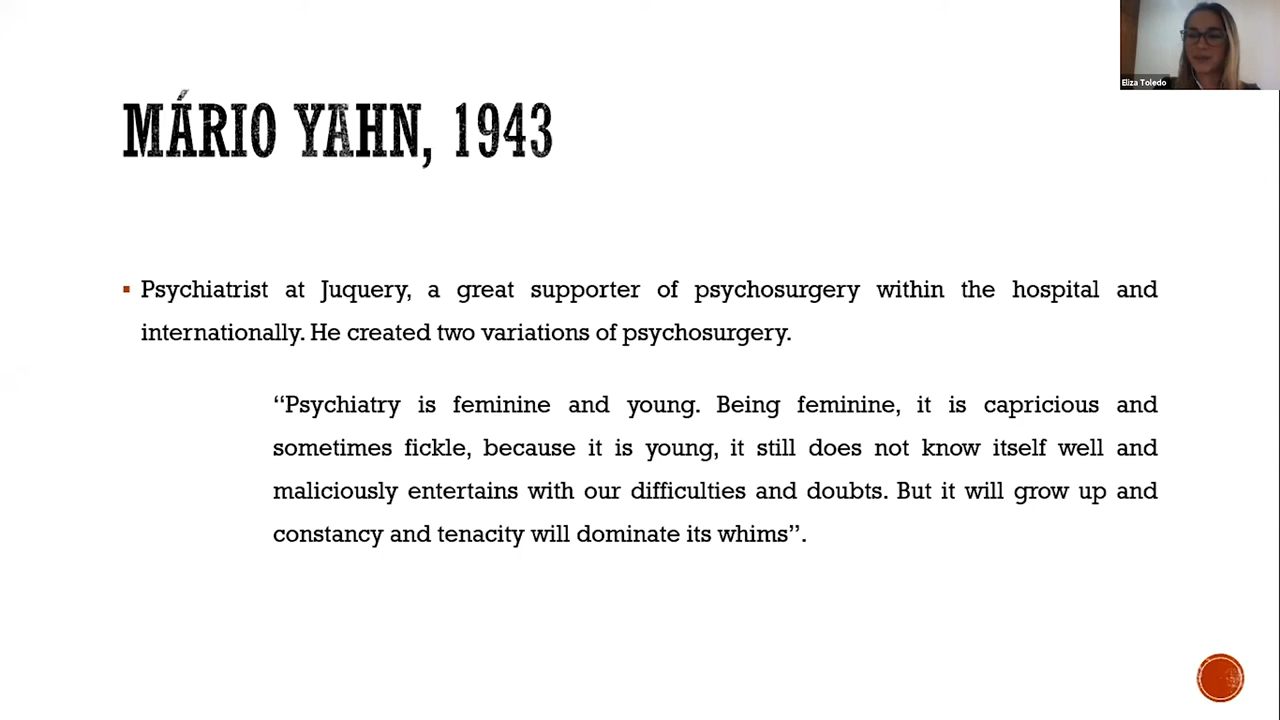 Eliza Toledo
MÁRIO YAHN, 1943
▪ Psychiatrist at Juquery, a great supporter of psychosurgery within the hospital and
internationally. He created two variations of psychosurgery.
“Psychiatry is feminine and young. Being feminine, it is capricious and
sometimes fickle, because it is young, it still does not know itself well and
maliciously entertains with our difficulties and doubts. But it will grow up and
constancy and tenacity will dominate its whims”.